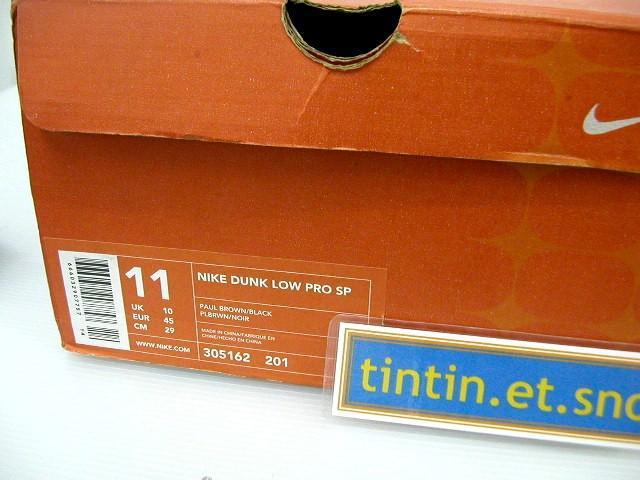 11
UK 10
EUR 45
CM 29
WWW.NIKE.COM
NIKE DUNK LOW PRO SP
PAUL BROWN/BLACK
PLBRWN/NOIR
MADE IN CHINA/FABRIQUE EN
CHINE/HECHO EN CHINA
305162 201
tintin.et.sno